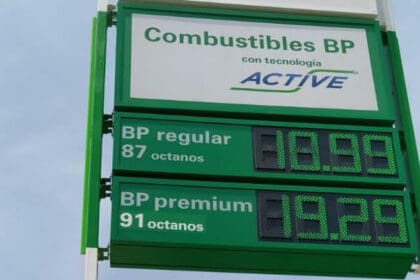 Combustibles BP
con tecnología
ACTIVE
BP regular 18.99
87 octanos
BP premium 19.29
91 octanos